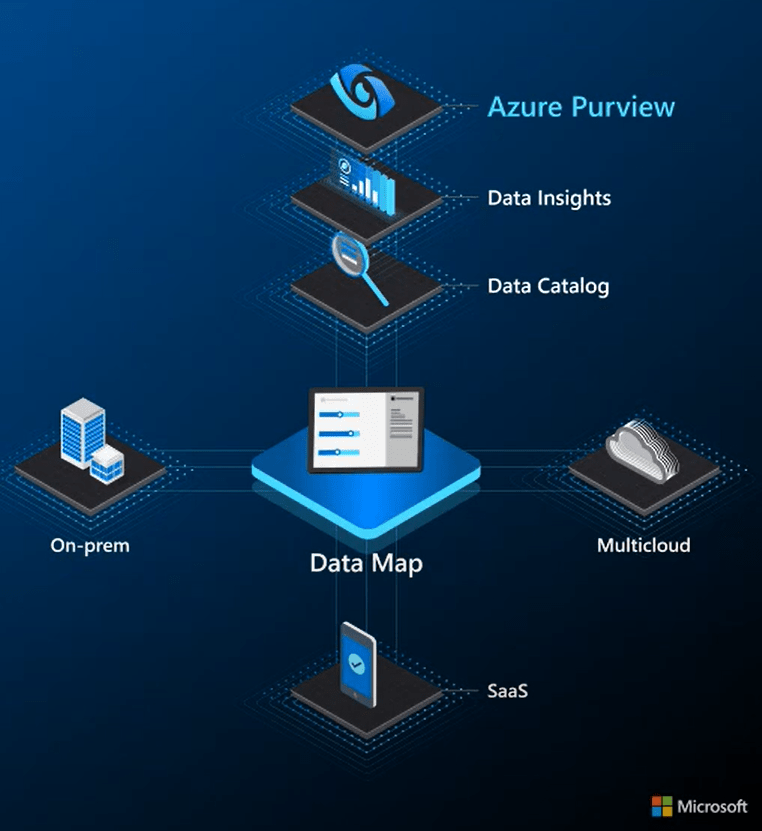 Azure Purview
Data Insights
Data Catalog
On-prem
Data Map
Multicloud
SaaS
Microsoft